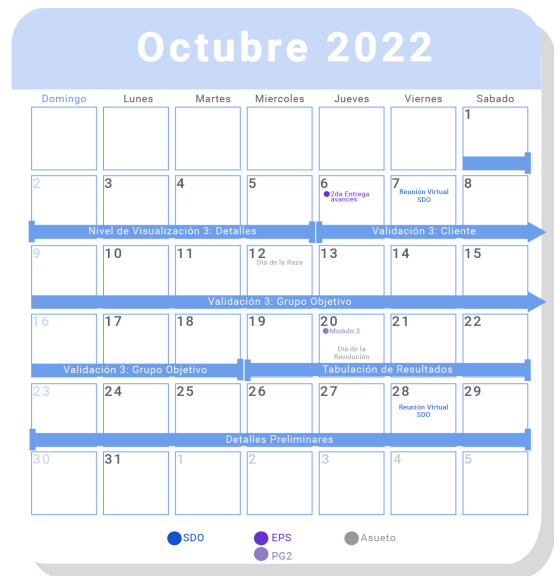 Octubre 2022
Domingo Lunes Martes Miercoles Jueves Viernes Sabado
1
2 3 4 5 6 7 8
2da Entrega
avances
Reunión Virtual
SDO
Nivel de Visualización 3: Detalles
Validación 3: Cliente
9 10 11 12 13 14 15
Día de la Raza
Validación 3: Grupo Objetivo
16 17 18 19 20 21 22
Modulo 3
Día de la
Revolución
Validación 3: Grupo Objetivo
Tabulación de Resultados
23 24 25 26 27 28 29
Reunión Virtual
SDO
Detalles Preliminares
30 31 1 2 3 4 5
SDO EPS Asueto
PG2